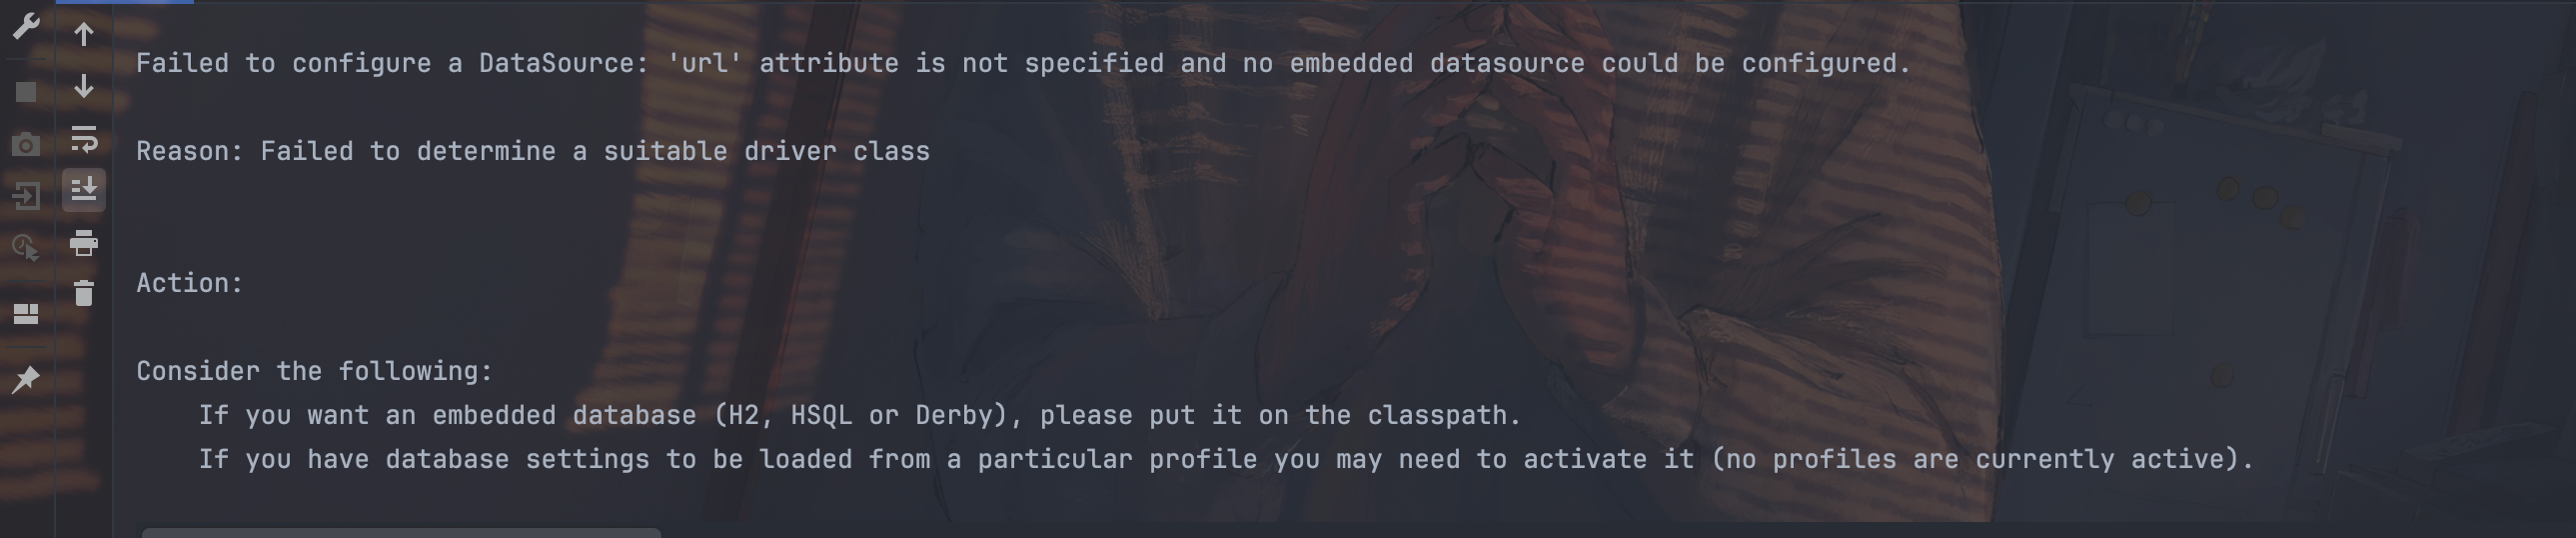 Failed to configure a DataSource: 'url' attribute is not specified and no embedded datasource could be configured.
Reason: Failed to determine a suitable driver class
Action:
Consider the following:
If you want an embedded database (H2, HSQL or Derby), please put it on the classpath.
If you have database settings to be loaded from a particular profile you may need to activate it (no profiles are currently active).